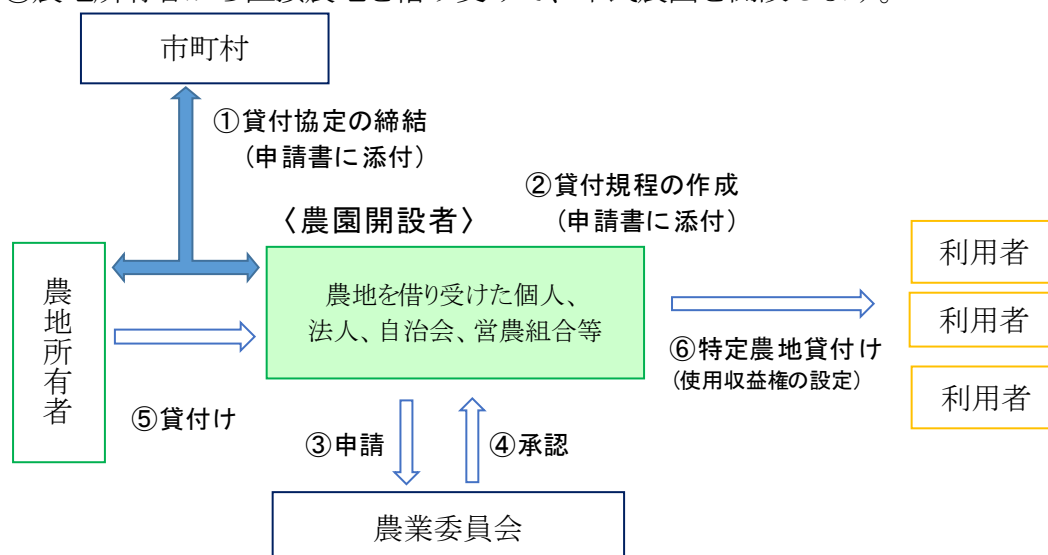 市町村
①貸付協定の締結
(申請書に添付)
②貸付規程の作成
(申請書に添付)
〈農園開設者〉
農地所有者
農地を借り受けた個人、
法人、自治会、営農組合等
利用者
利用者
利用者
⑥特定農地貸付け
(使用収益権の設定)
⑤貸付け
③申請
④承認
農業委員会